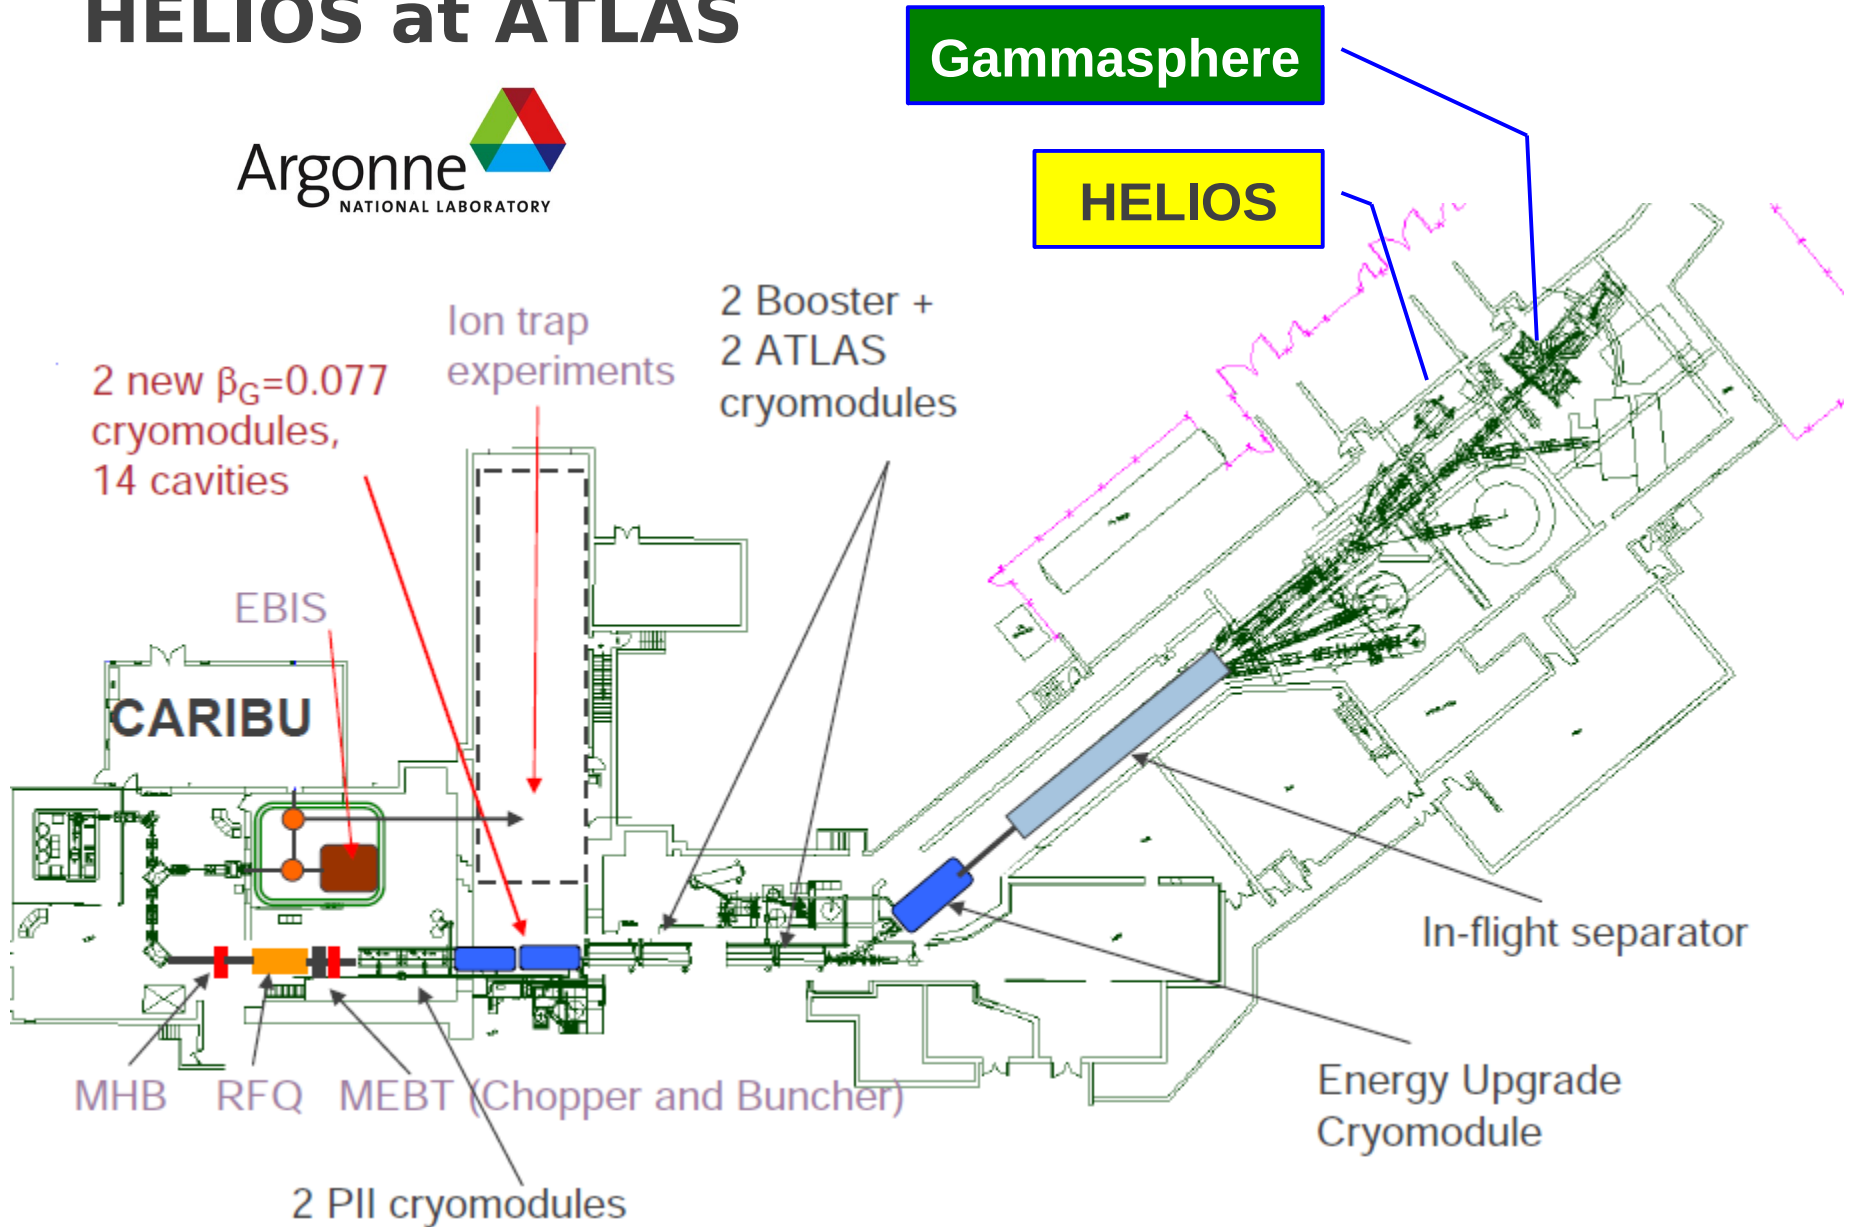 HELIOS at ATLAS
Gammasphere
Argonne
NATIONAL LABORATORY
HELIOS
Ion trap
experiments
2 Booster +
2 ATLAS
cryomodules
2 new βG=0.077
cryomodules,
14 cavities
EBIS
CARIBU
In-flight separator
MHB
RFQ
MEBT (Chopper and Buncher)
Energy Upgrade
Cryomodule
2 PII cryomodules